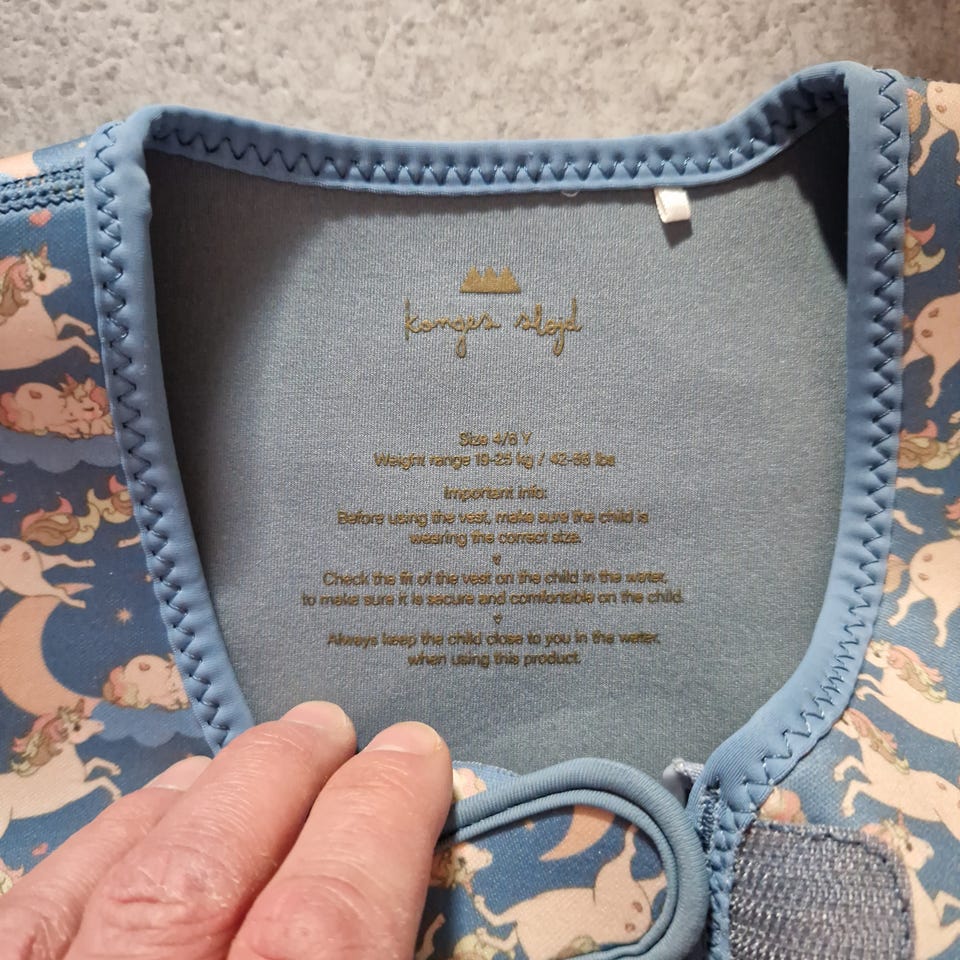 konges sløjd
Size 4/6 Y
Weight range 19-25 kg / 42-55 lbs
Important info:
Before using the vest, make sure the child is
wearing the correct size.
Check the fit of the vest on the child in the water,
to make sure it is secure and comfortable on the child.
Always keep the child close to you in the water,
when using this product.